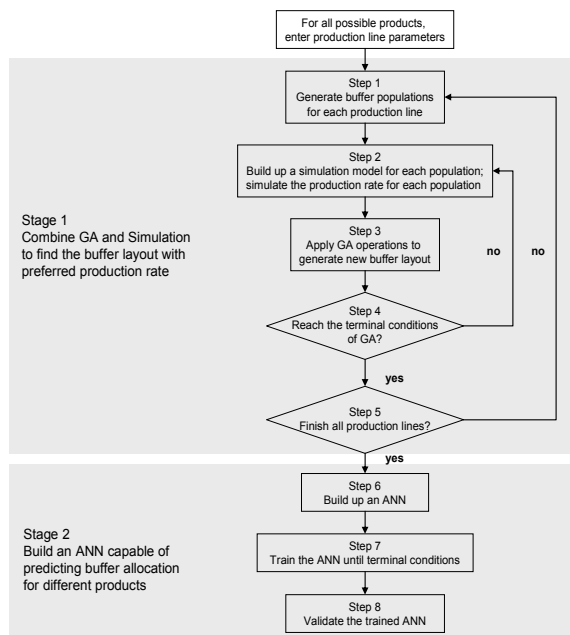 For all possible products,
enter production line parameters
Step 1
Generate buffer populations
for each production line
Step 2
Build up a simulation model for each population;
simulate the production rate for each population
Stage 1
Combine GA and Simulation
to find the buffer layout with
preferred production rate
Step 3
Apply GA operations to
generate new buffer layout
no
no
Step 4
Reach the terminal conditions
of GA?
yes
Step 5
Finish all production lines?
yes
Step 6
Build up an ANN
Stage 2
Build an ANN capable of
predicting buffer allocation
for different products
Step 7
Train the ANN until terminal conditions
Step 8
Validate the trained ANN